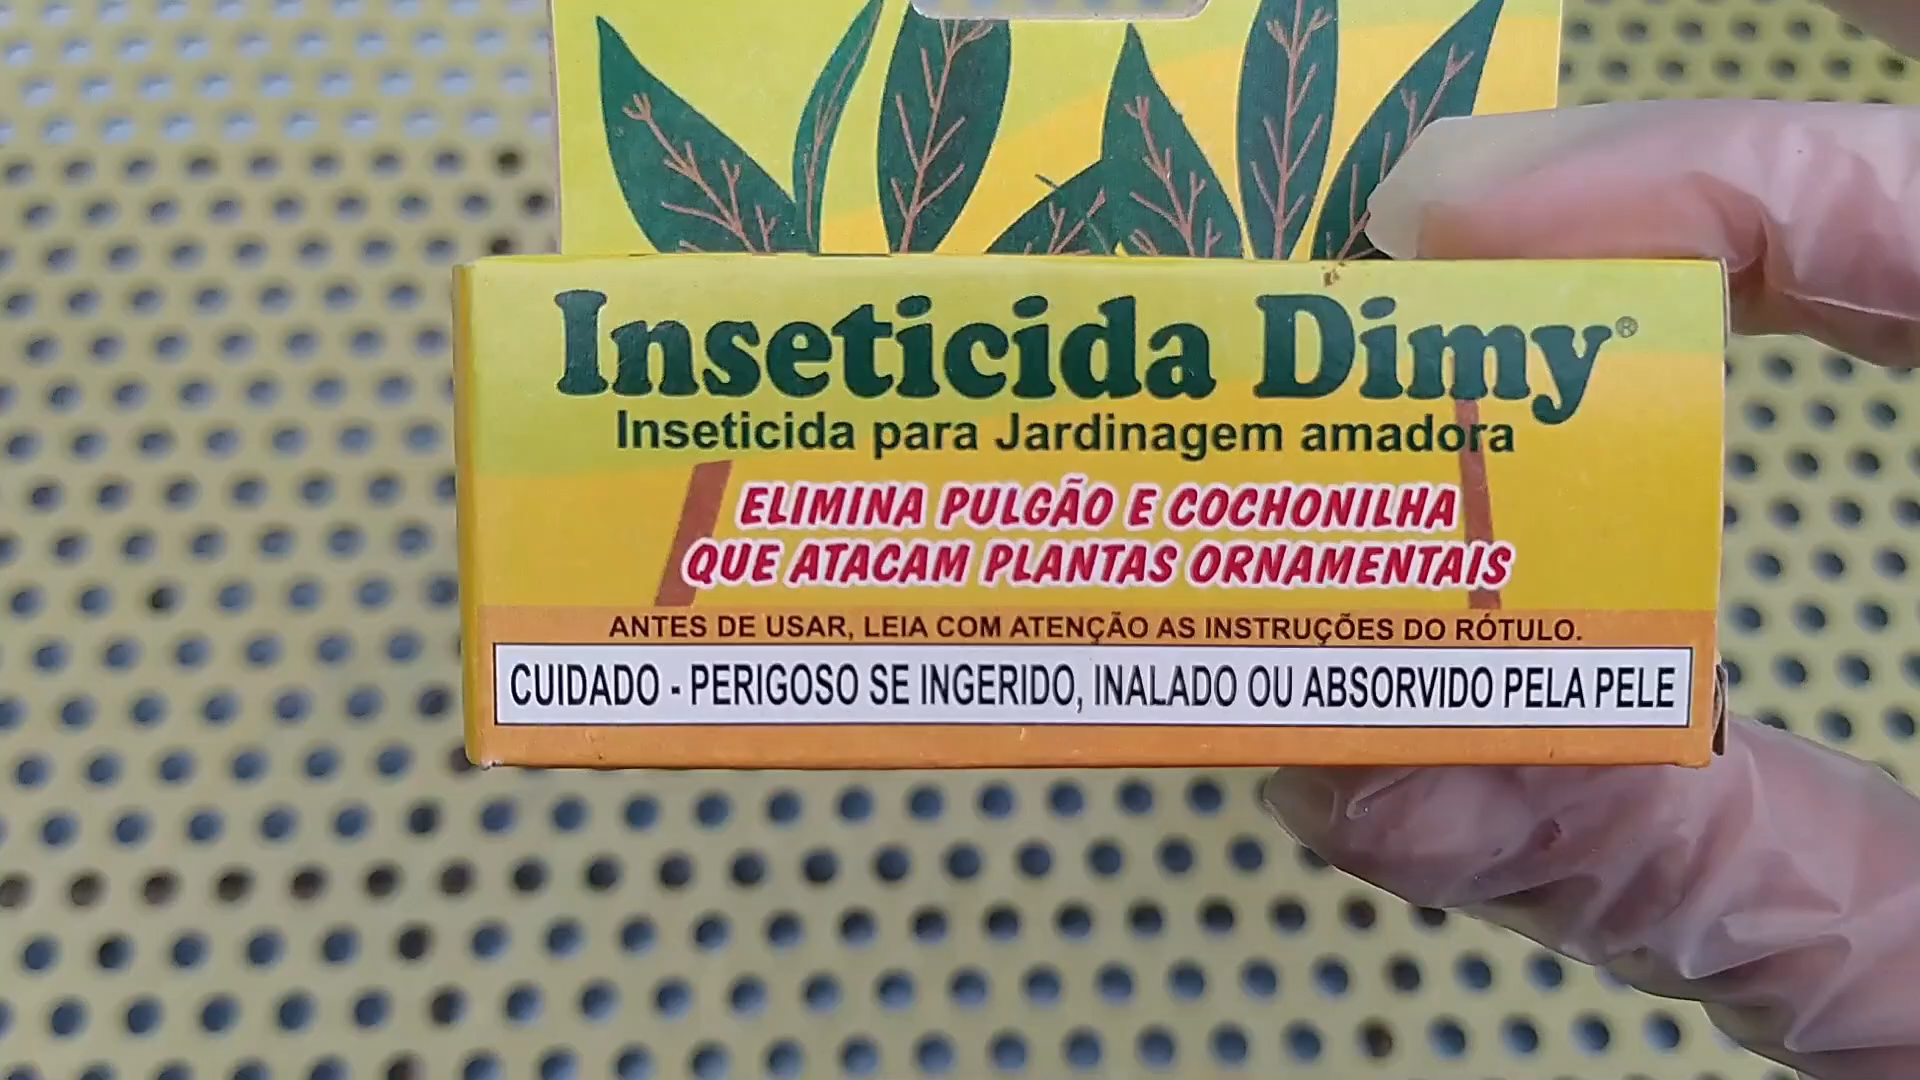 Inseticida Dimy®
Inseticida para Jardinagem amadora
ELIMINA PULGÃO E COCHONILHA
QUE ATACAM PLANTAS ORNAMENTAIS
ANTES DE USAR, LEIA COM ATENÇÃO AS INSTRUÇÕES DO RÓTULO.
CUIDADO - PERIGOSO SE INGERIDO, INALADO OU ABSORVIDO PELA PELE